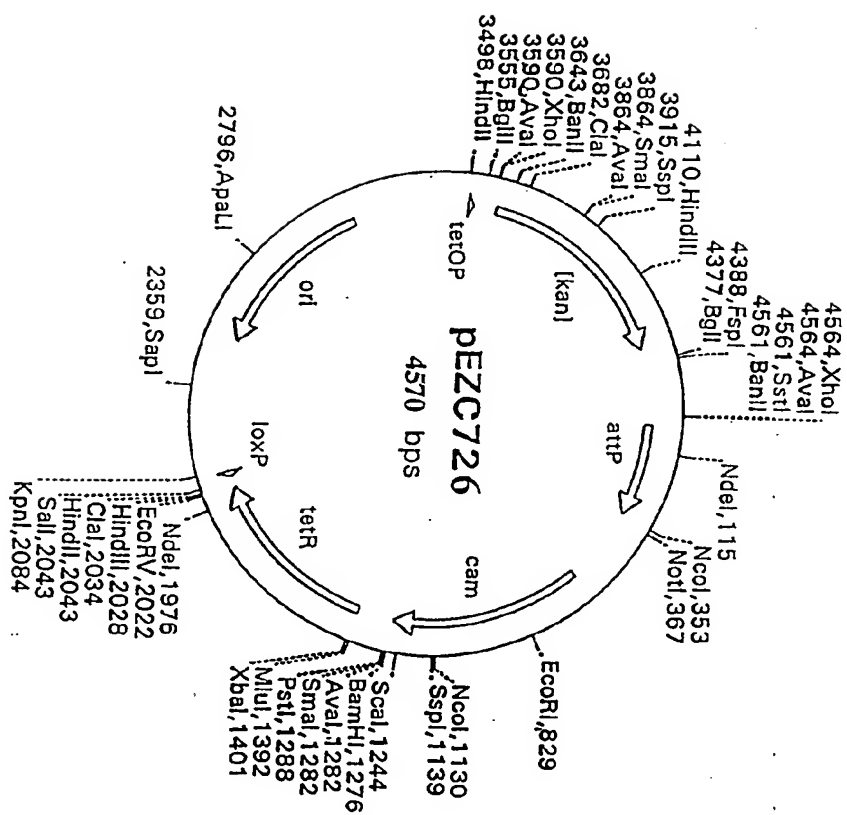 4564,XhoI
4564,AvaI
4561,SstI
4561,BanII
4388,FspI
4377,BglI
4110,HindIII
3915,SspI
3864,SmaI
3864,AvaI
3682,ClaI
3643,BanII
3590,XhoI
3590,AvaI
3555,BglII
3498,HindII
NdeI,115
NcoI,353
NotI,367
EcoRI,829
NcoI,1130
SspI,1139
ScaI,1244
BamHI,1276
AvaI,1282
SmaI,1282
PstI,1288
MluI,1392
XbaI,1401
NdeI,1976
EcoRV,2022
HindIII,2028
ClaI,2034
HindII,2043
SalI,2043
KpnI,2084
2359,SapI
2796,ApaLI
attP
[kan]
cam
tetOP
pEZC726
4570 bps
ori
tetR
loxP